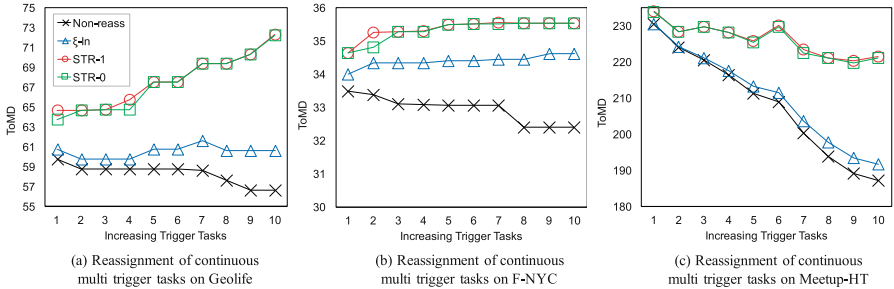 Non-reass
ξ-In
STR-1
STR-0
75
73
71
69
67
65
63
61
59
57
55
ToMD
1 2 3 4 5 6 7 8 9 10
Increasing Trigger Tasks
(a) Reassignment of continuous
multi trigger tasks on Geolife
36
35
34
33
32
31
30
ToMD
1 2 3 4 5 6 7 8 9 10
Increasing Trigger Tasks
(b) Reassignment of continuous
multi trigger tasks on F-NYC
230
220
210
200
190
180
ToMD
1 2 3 4 5 6 7 8 9 10
Increasing Trigger Tasks
(c) Reassignment of continuous
multi trigger tasks on Meetup-HT